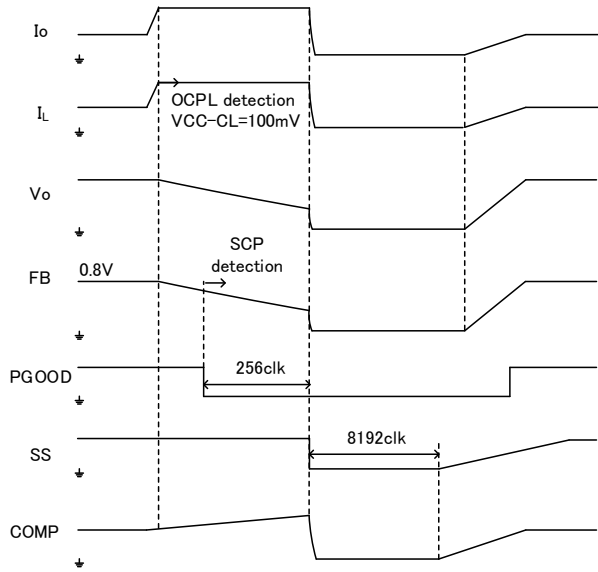 Io
IL
OCPL detection
VCC-CL=100mV
Vo
SCP
detection
FB
0.8V
PGOOD
256clk
SS
8192clk
COMP